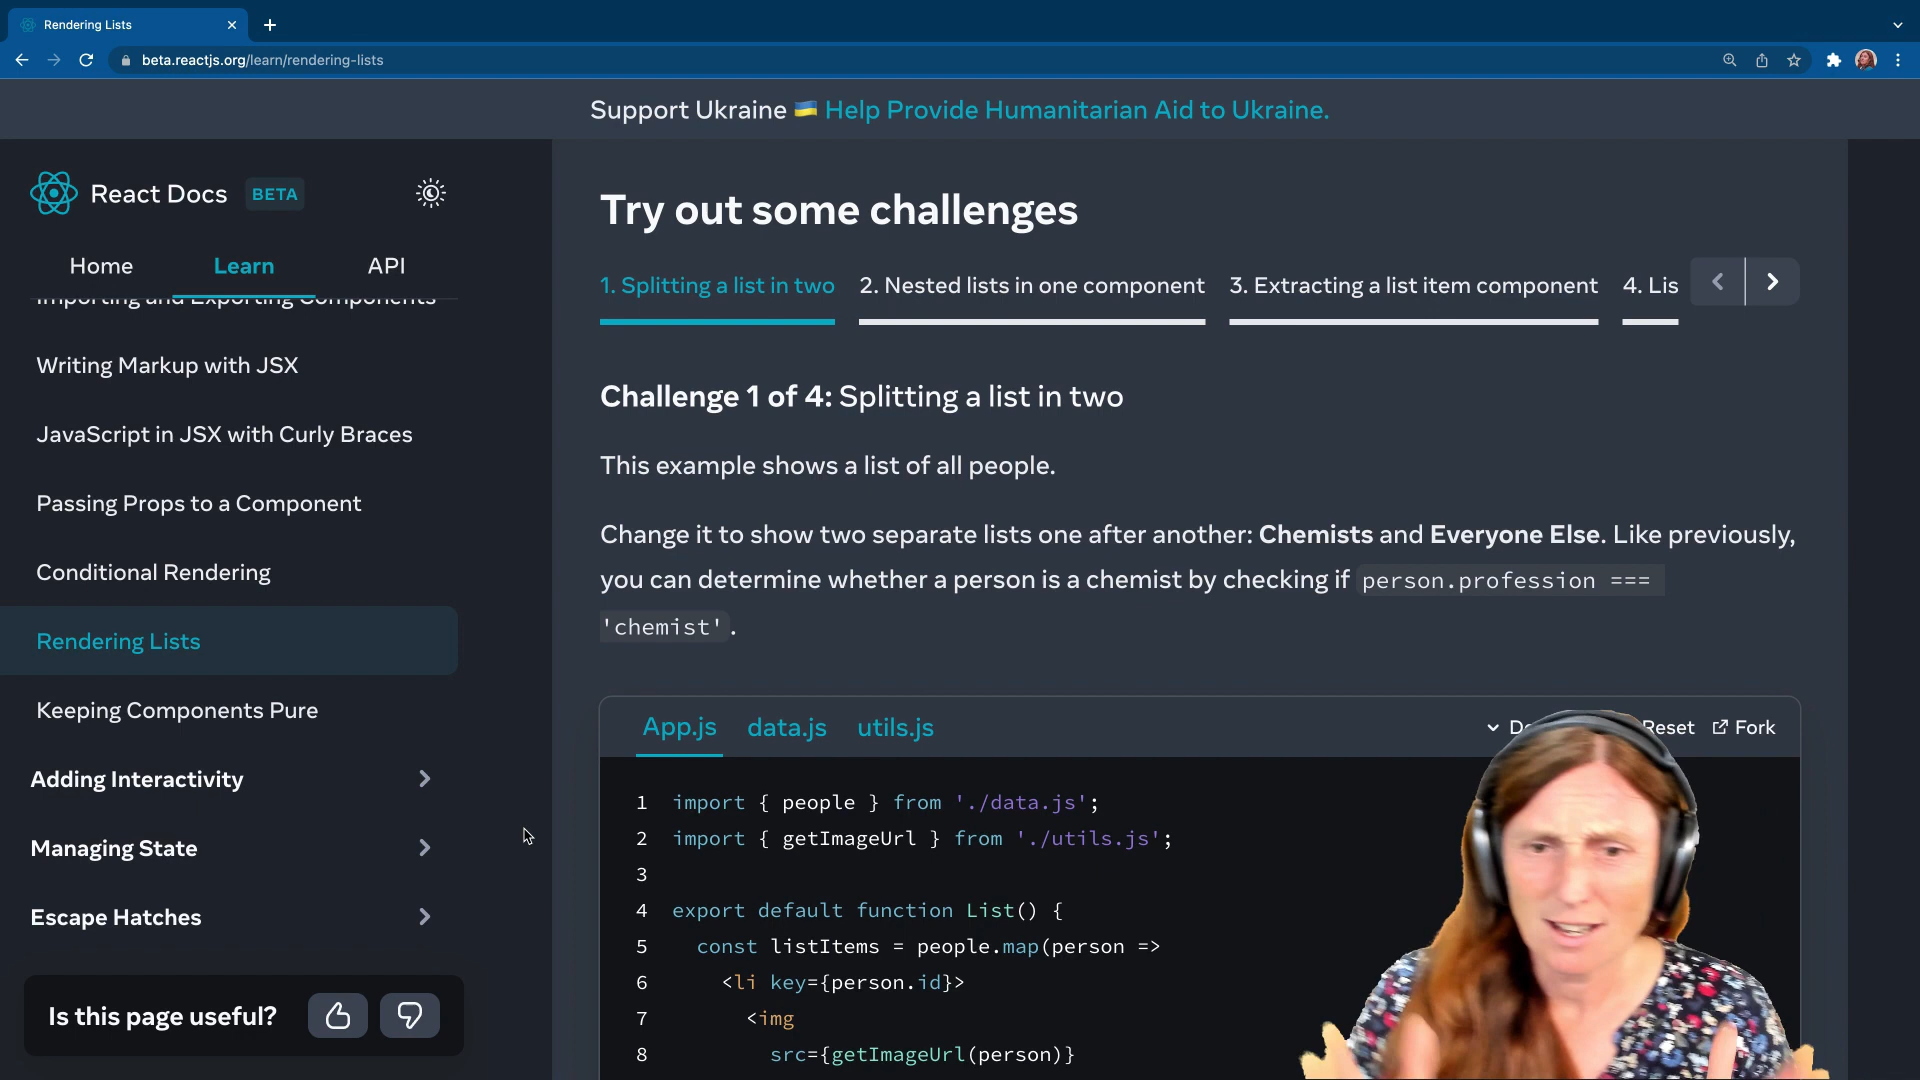 Rendering Lists
beta.reactjs.org/learn/rendering-lists
Support Ukraine Help Provide Humanitarian Aid to Ukraine.
React Docs BETA
Home Learn API
Importing and Exporting Components
Writing Markup with JSX
JavaScript in JSX with Curly Braces
Passing Props to a Component
Conditional Rendering
Rendering Lists
Keeping Components Pure
Adding Interactivity
Managing State
Escape Hatches
Is this page useful?
Try out some challenges
1. Splitting a list in two 2. Nested lists in one component 3. Extracting a list item component 4. Lis
Challenge 1 of 4: Splitting a list in two
This example shows a list of all people.
Change it to show two separate lists one after another: Chemists and Everyone Else. Like previously,
you can determine whether a person is a chemist by checking if person.profession ===
'chemist'.
App.js data.js utils.js Reset Fork
1 import { people } from './data.js';
2 import { getImageUrl } from './utils.js';
3
4 export default function List() {
5 const listItems = people.map(person =>
6 <li key={person.id}>
7 <img
8 src={getImageUrl(person)}